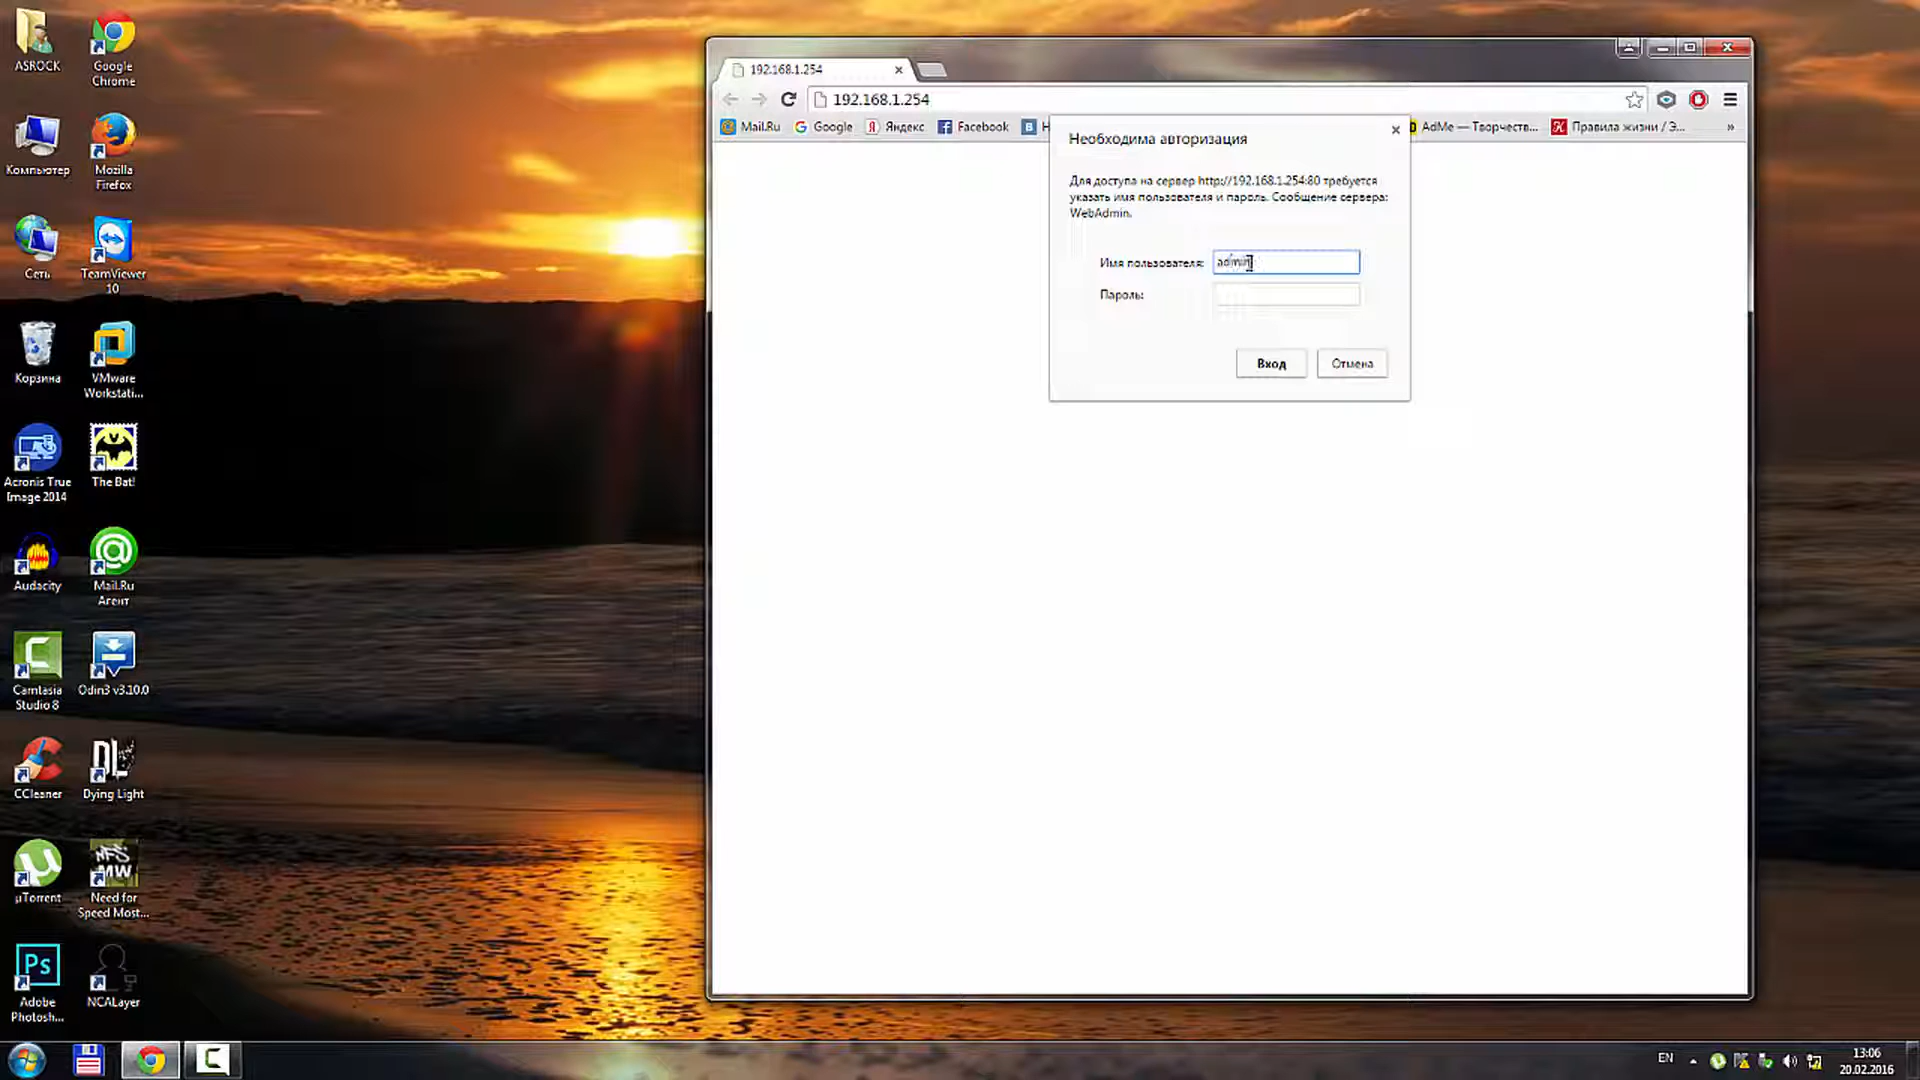 ASROCK
Google
Chrome
Компьютер
Mozilla
Firefox
Сеть
TeamViewer
10
Корзина
VMware
Workstati...
Acronis True
Image 2014
The Bat!
Audacity
Mail.Ru
Агент
Camtasia
Studio 8
Odin3 v3.10.0
CCleaner
DL
Dying Light
µTorrent
NFS
MW
Need for
Speed Most...
Ps
Adobe
Photosh...
NCALayer
192.168.1.254
192.168.1.254
Mail.Ru
Google
Яндекс
Facebook
AdMe — Творчеств...
Правила жизни / Э...
»
Необходима авторизация
Для доступа на сервер http://192.168.1.254:80 требуется
указать имя пользователя и пароль. Сообщение сервера:
WebAdmin.
Имя пользователя: admin
Пароль:
Вход
Отмена
EN
13:06
20.02.2016